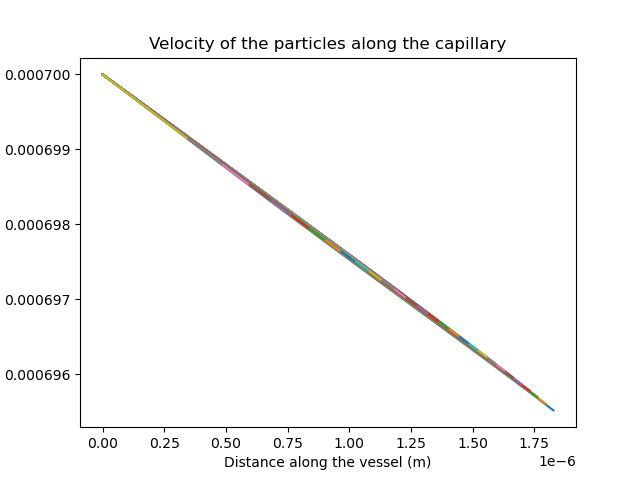 Velocity of the particles along the capillary
0.000700
0.000699
0.000698
0.000697
0.000696
0.00 0.25 0.50 0.75 1.00 1.25 1.50 1.75
1e−6
Distance along the vessel (m)